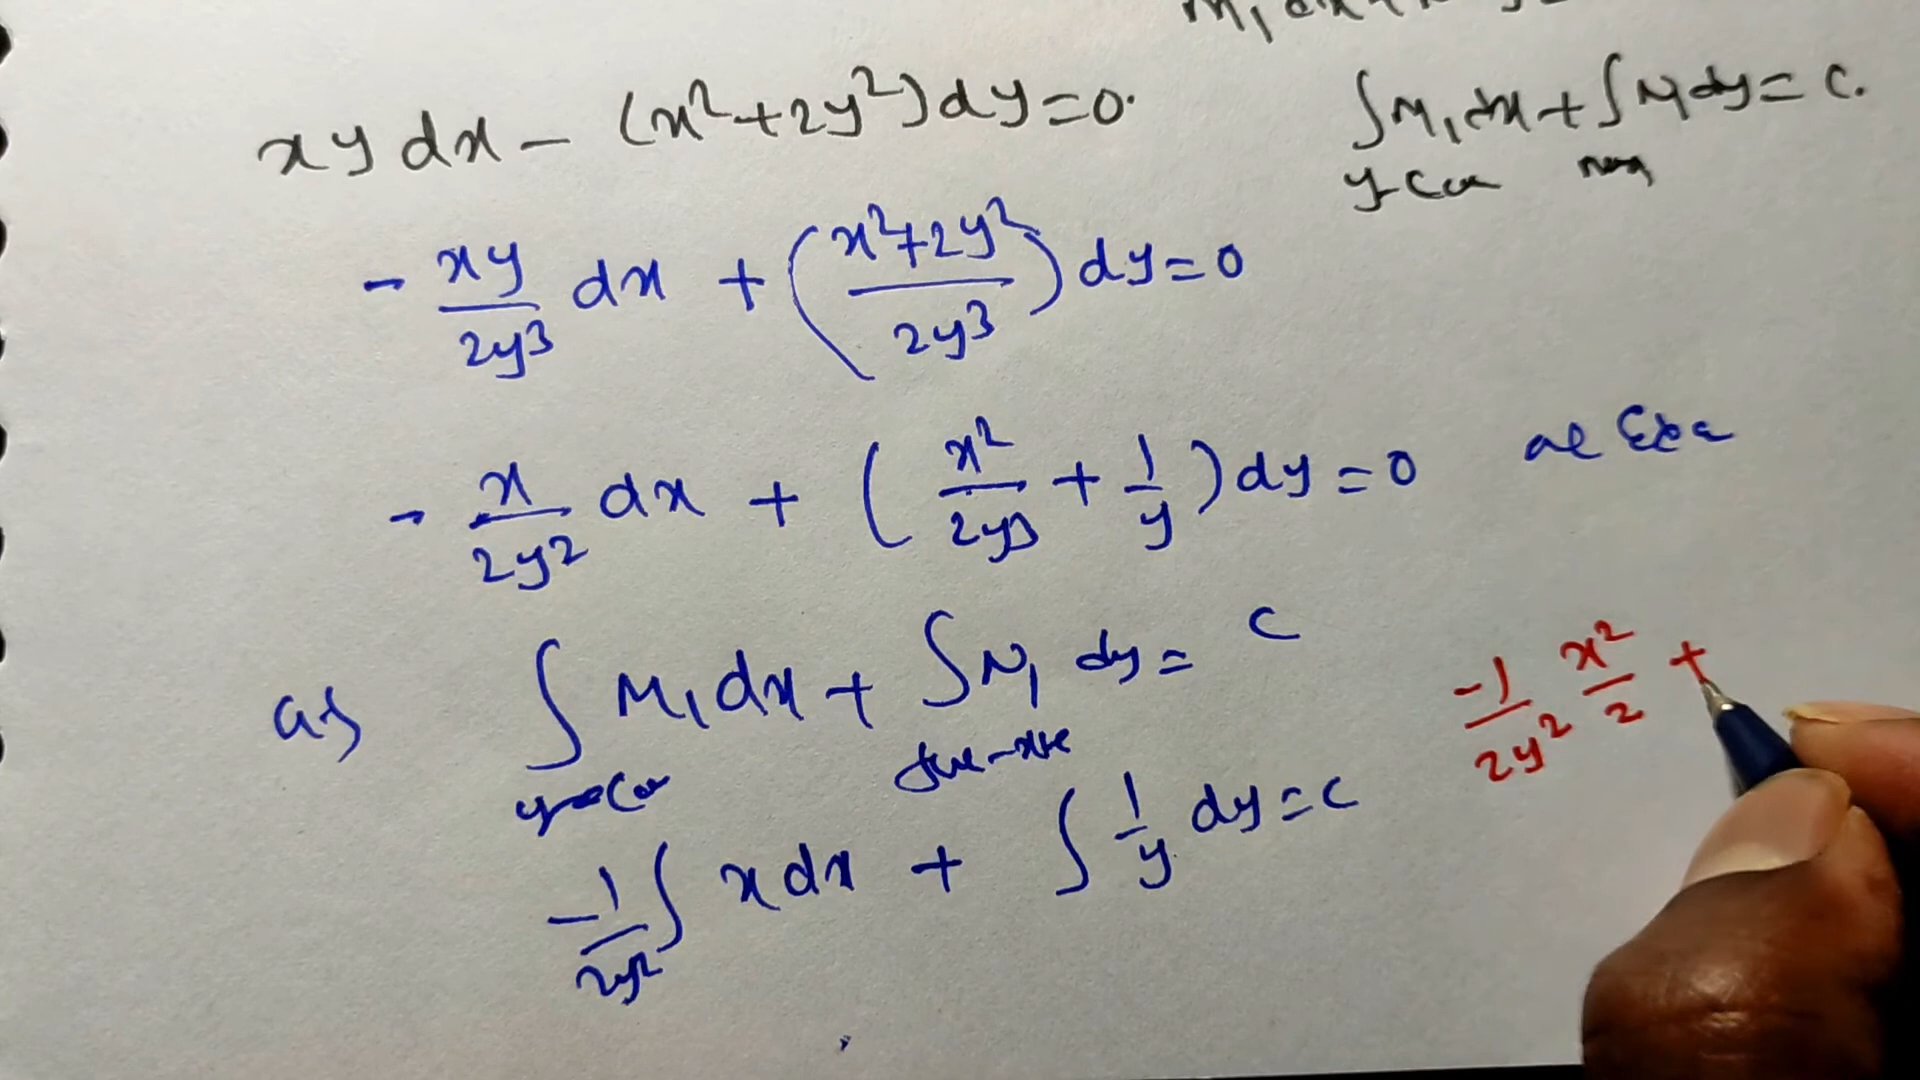 xy dx - (x²+2y²)dy=0.
∫M₁dx+∫N₁dy= c.
- xy/2y³ dx + (x²+2y²/2y³)dy=0
- x/2y² dx + (x²/2y³ + 1/y)dy=0
as ∫M₁dx + ∫N₁ dy= c
-1/2y² x²/2 +
-1/2y² ∫ x dx + ∫ 1/y dy=c